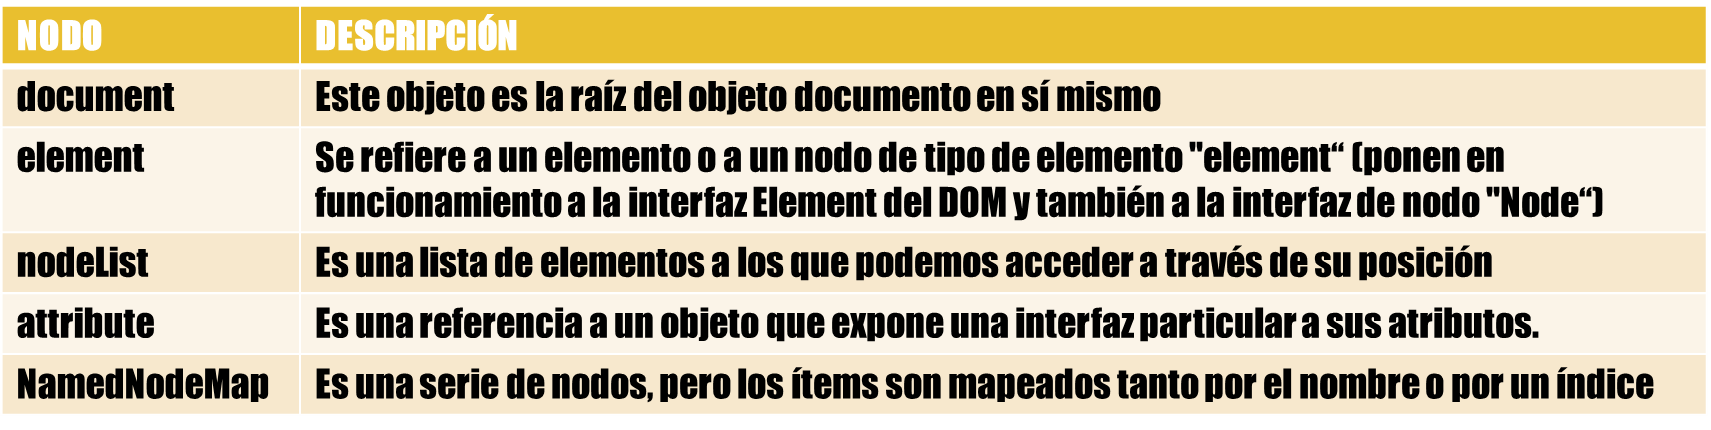 NODO DESCRIPCIÓN
document Este objeto es la raíz del objeto documento en sí mismo
element Se refiere a un elemento o a un nodo de tipo de elemento "element“ (ponen en
funcionamiento a la interfaz Element del DOM y también a la interfaz de nodo "Node“)
nodeList Es una lista de elementos a los que podemos acceder a través de su posición
attribute Es una referencia a un objeto que expone una interfaz particular a sus atributos.
NamedNodeMap Es una serie de nodos, pero los ítems son mapeados tanto por el nombre o por un índice